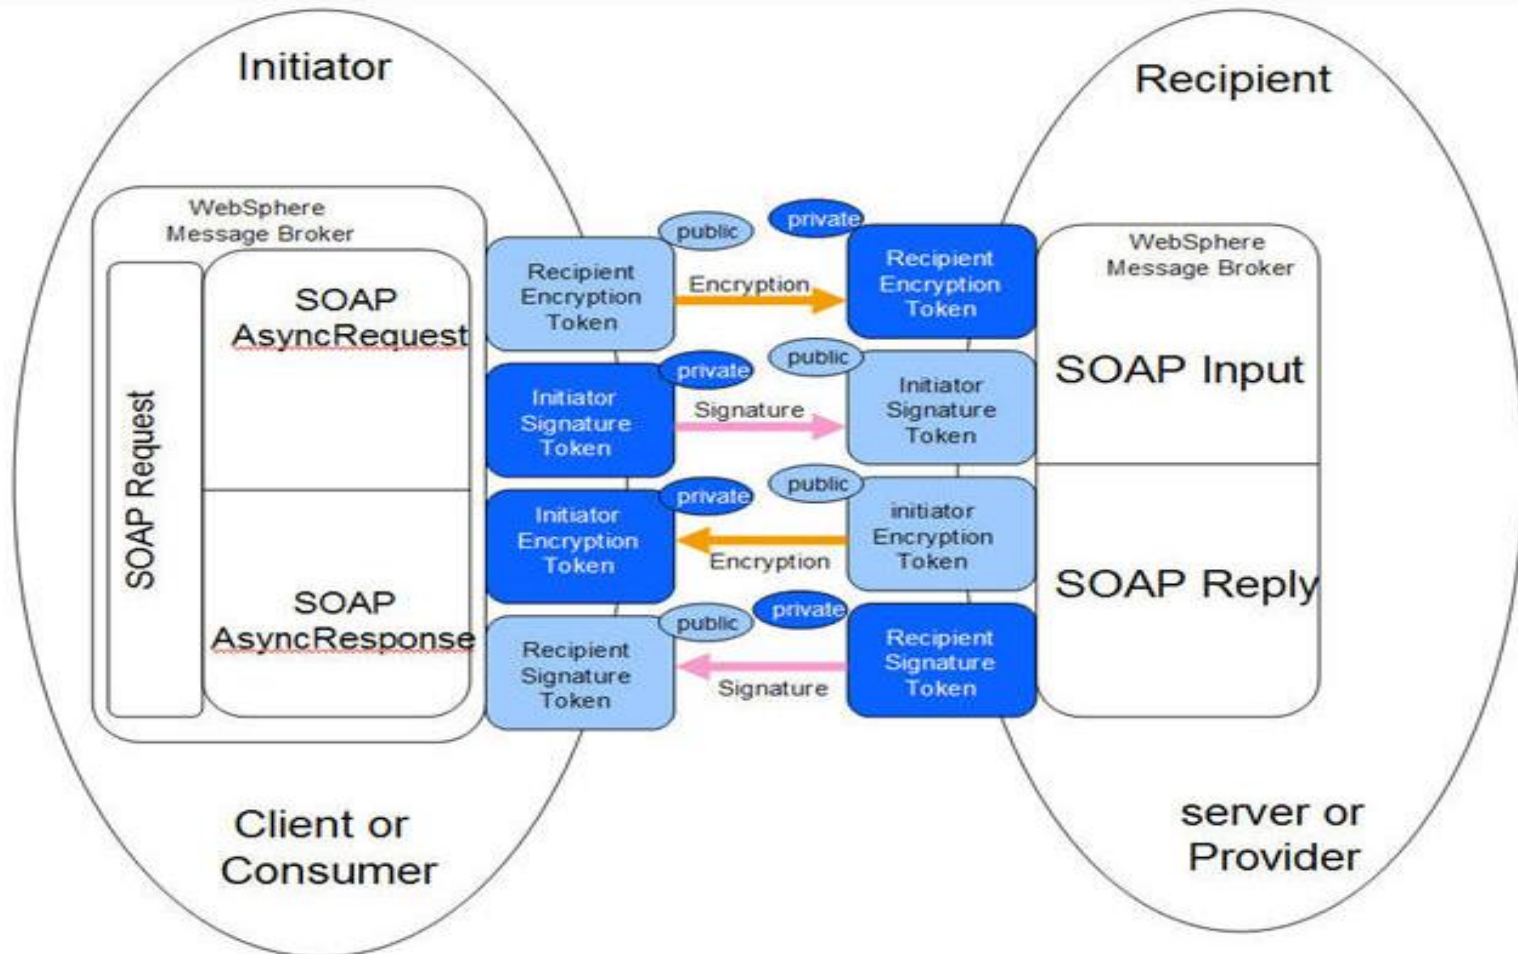 Initiator
WebSphere
Message Broker
SOAP Request
SOAP
AsyncRequest
SOAP
AsyncResponse
Client or
Consumer
Recipient
Encryption
Token
public
Encryption
private
Recipient
Encryption
Token
Initiator
Signature
Token
private
Signature
public
Initiator
Signature
Token
Initiator
Encryption
Token
private
Encryption
public
initiator
Encryption
Token
Recipient
Signature
Token
public
Signature
private
Recipient
Signature
Token
Recipient
WebSphere
Message Broker
SOAP Input
SOAP Reply
server or
Provider